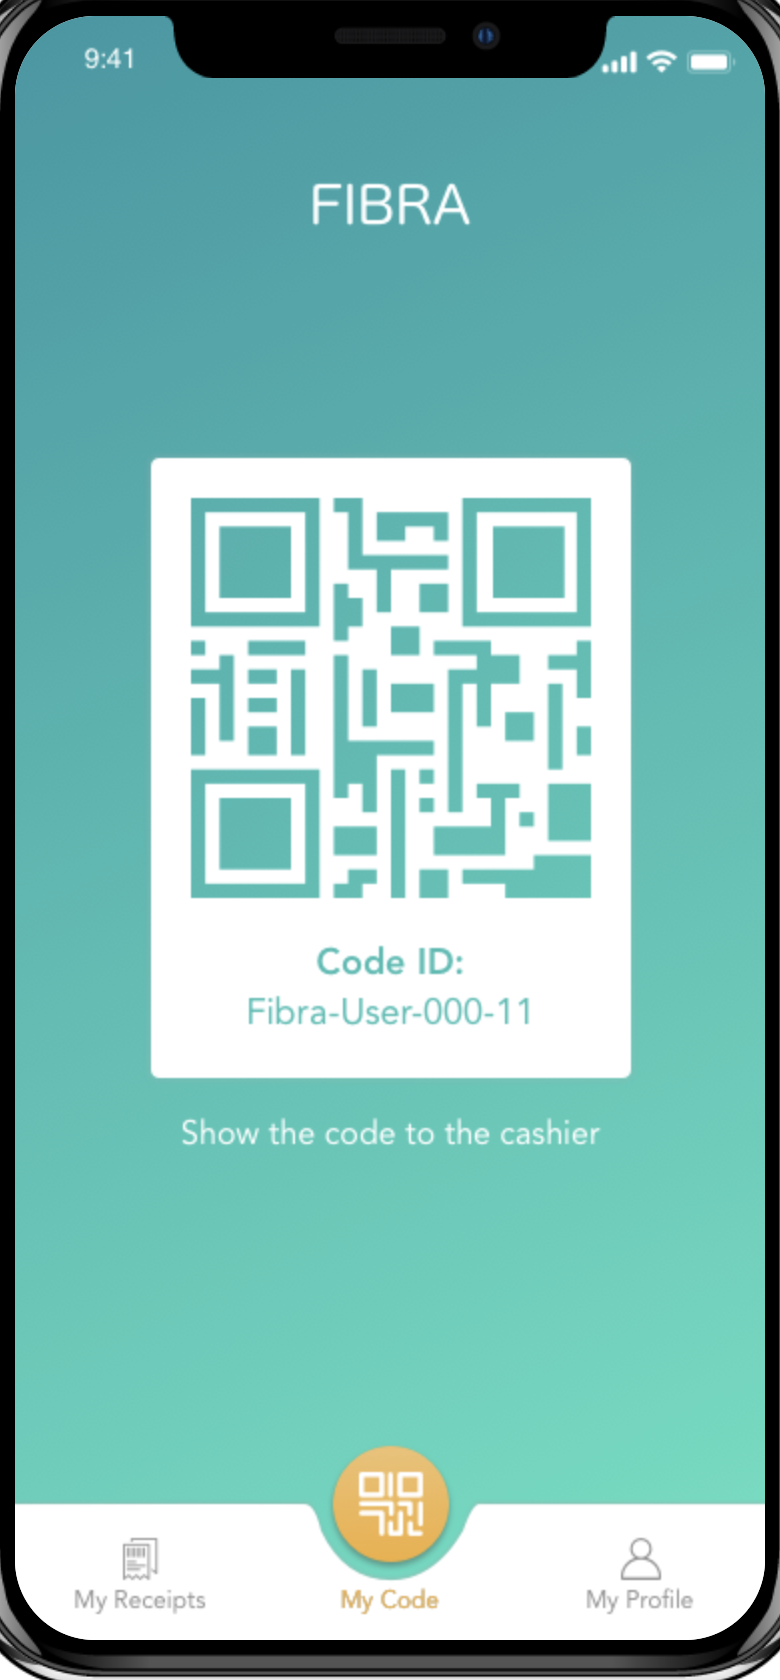 9:41
FIBRA
Code ID:
Fibra-User-000-11
Show the code to the cashier
My Receipts
My Code
My Profile